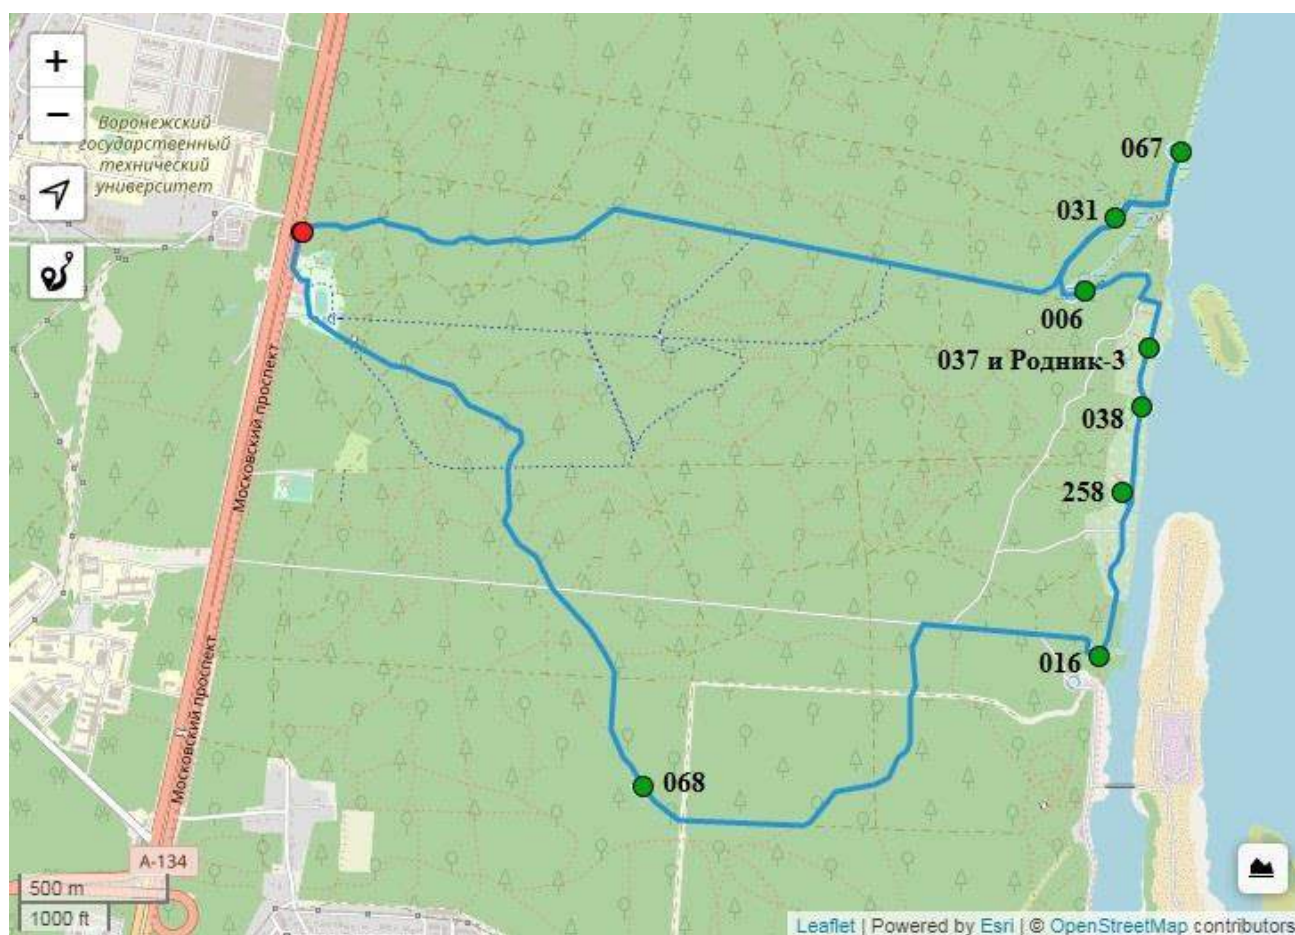 +
−
Воронежский
государственный
технический
университет
067
031
006
037 и Родник-3
038
258
016
068
Московский проспект
Московский проспект
А-134
500 m
1000 ft
Leaflet | Powered by Esri | © OpenStreetMap contributors